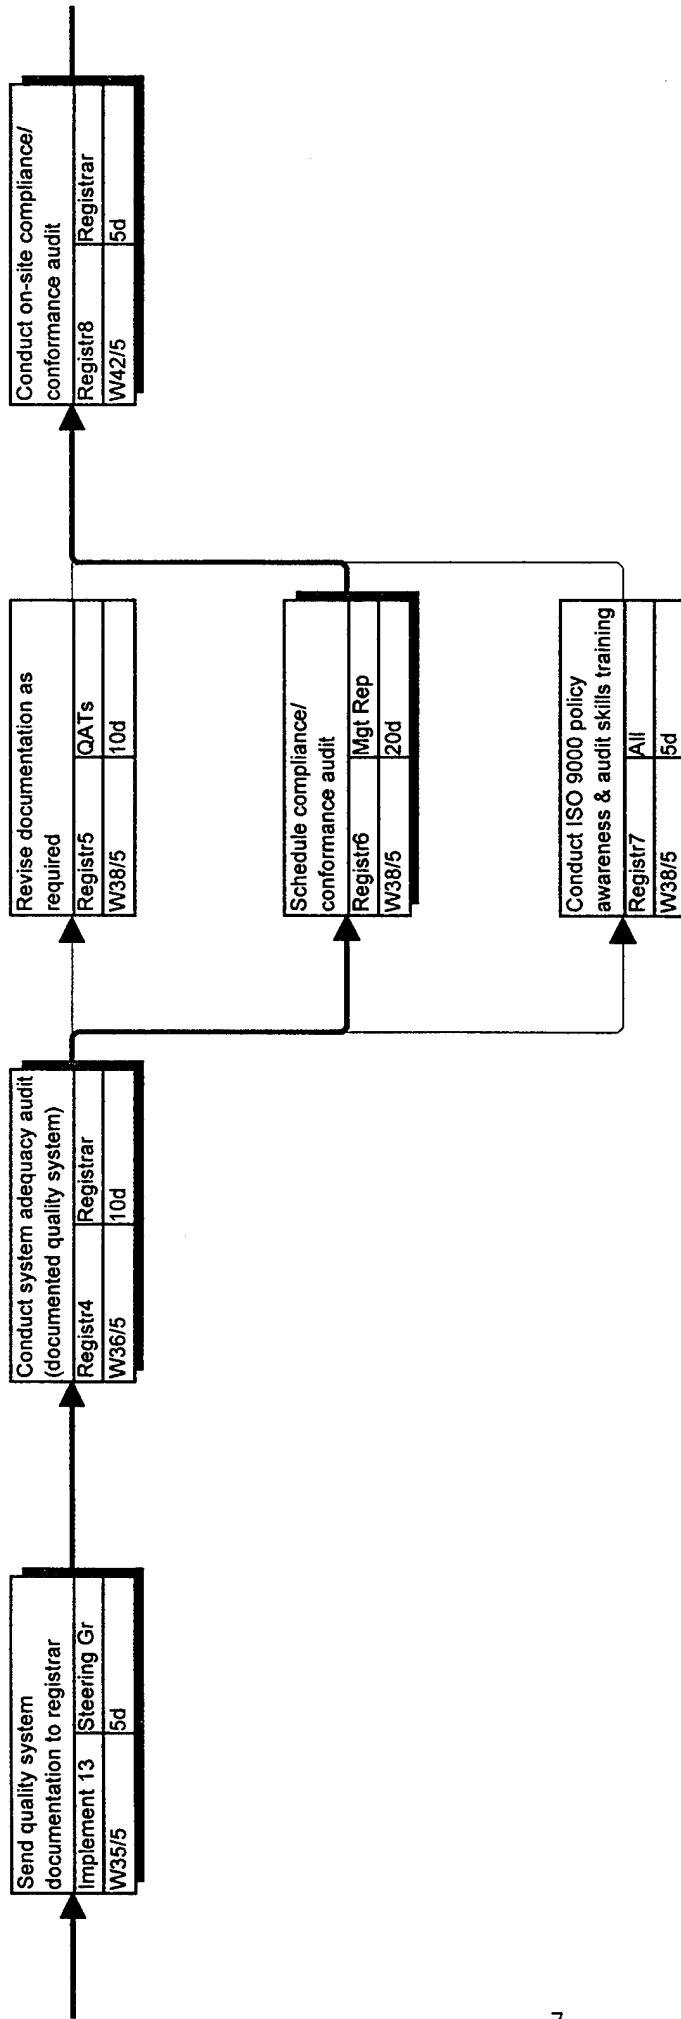 Send quality system
documentation to registrar
Implement 13 Steering Gr
W35/5 5d
Conduct system adequacy audit
(documented quality system)
Registr4 Registrar
W36/5 10d
Revise documentation as
required
Registr5 QATs
W38/5 10d
Schedule compliance/
conformance audit
Registr6 Mgt Rep
W38/5 20d
Conduct ISO 9000 policy
awareness & audit skills training
Registr7 All
W38/5 5d
Conduct on-site compliance/
conformance audit
Registr8 Registrar
W42/5 5d
7